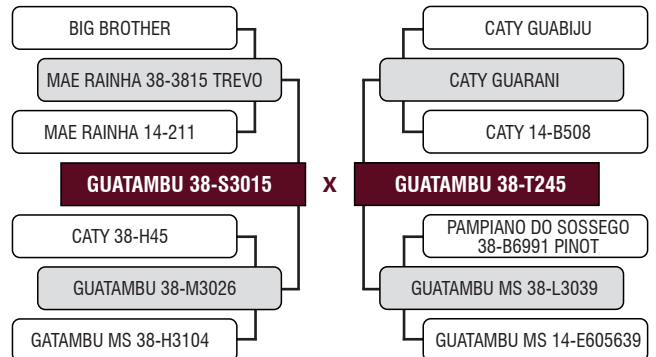 BIG BROTHER
MAE RAINHA 38-3815 TREVO
MAE RAINHA 14-211
GUATAMBU 38-S3015
CATY 38-H45
GUATAMBU 38-M3026
GATAMBU MS 38-H3104
X
CATY GUABIJU
CATY GUARANI
CATY 14-B508
GUATAMBU 38-T245
PAMPIANO DO SOSSEGO
38-B6991 PINOT
GUATAMBU MS 38-L3039
GUATAMBU MS 14-E605639